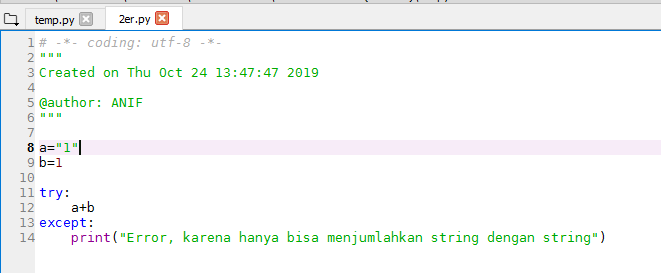 temp.py
2er.py
1 # -*- coding: utf-8 -*-
2 """
3 Created on Thu Oct 24 13:47:47 2019
4
5 @author: ANIF
6 """
7
8 a="1"
9 b=1
10
11 try:
12     a+b
13 except:
14     print("Error, karena hanya bisa menjumlahkan string dengan string")